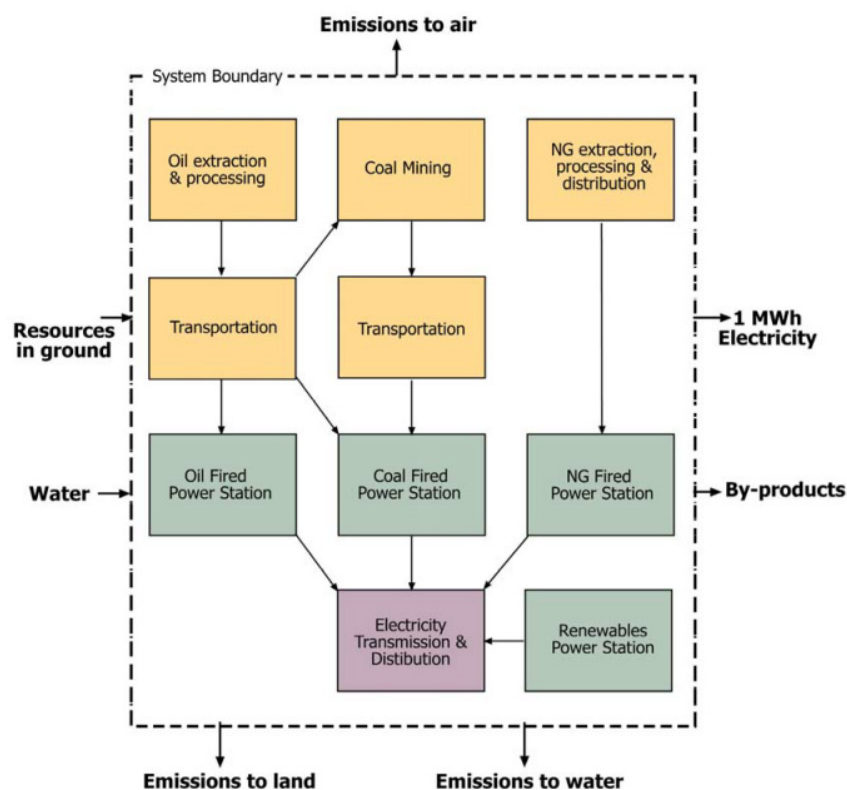 Emissions to air
System Boundary
Oil extraction
& processing
Coal Mining
NG extraction,
processing &
distribution
Resources
in ground
Transportation
Transportation
1 MWh
Electricity
Water
Oil Fired
Power Station
Coal Fired
Power Station
NG Fired
Power Station
By-products
Electricity
Transmission &
Distibution
Renewables
Power Station
Emissions to land
Emissions to water